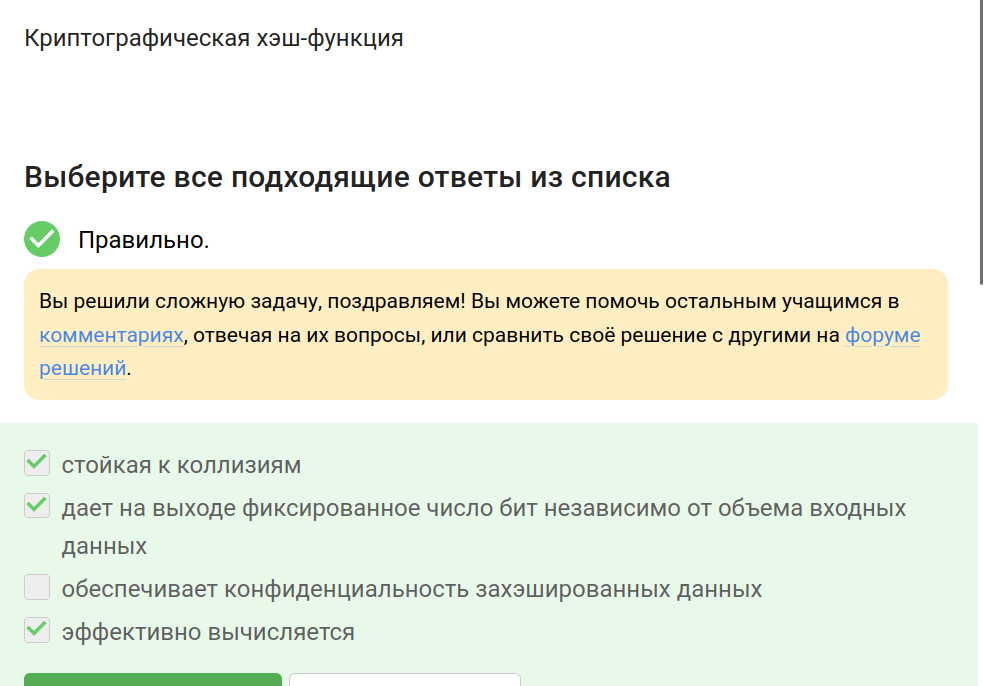 Криптографическая хэш-функция
Выберите все подходящие ответы из списка
Правильно.
Вы решили сложную задачу, поздравляем! Вы можете помочь остальным учащимся в
комментариях, отвечая на их вопросы, или сравнить своё решение с другими на форуме
решений.
стойкая к коллизиям
дает на выходе фиксированное число бит независимо от объема входных
данных
обеспечивает конфиденциальность захэшированных данных
эффективно вычисляется